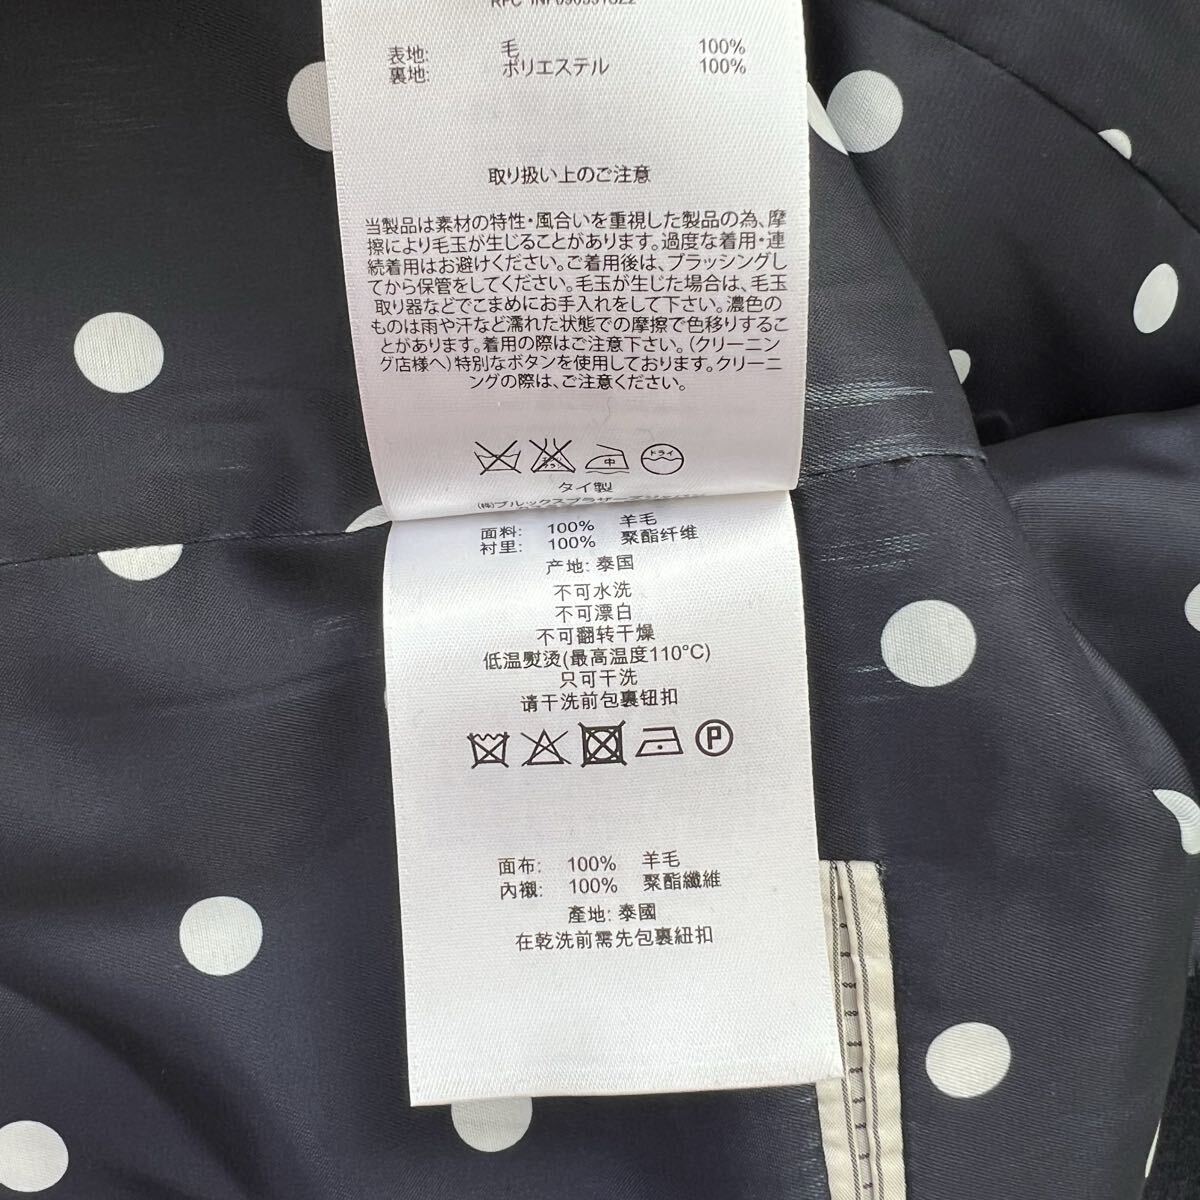 表地: 毛 100%
裏地: ポリエステル 100%
取り扱い上のご注意
当製品は素材の特性・風合いを重視した製品の為、摩
擦により毛玉が生じることがあります。過度な着用・連
続着用はお避けください。ご着用後は、ブラッシングし
てから保管をしてください。毛玉が生じた場合は、毛玉
取り器などでこまめにお手入れをして下さい。濃色の
ものは雨や汗など濡れた状態での摩擦で色移りするこ
とがあります。着用の際はご注意下さい。(クリーニン
グ店様へ)特別なボタンを使用しております。クリーニ
ングの際は、ご注意ください。
中 ドライ
タイ製
面料: 100% 羊毛
衬里: 100% 聚酯纤维
产地: 泰国
不可水洗
不可漂白
不可翻转干燥
低温熨烫(最高温度110°C)
只可干洗
请干洗前包裹钮扣
P
面布: 100% 羊毛
內襯: 100% 聚酯纖維
產地: 泰國
在乾洗前需先包裹紐扣